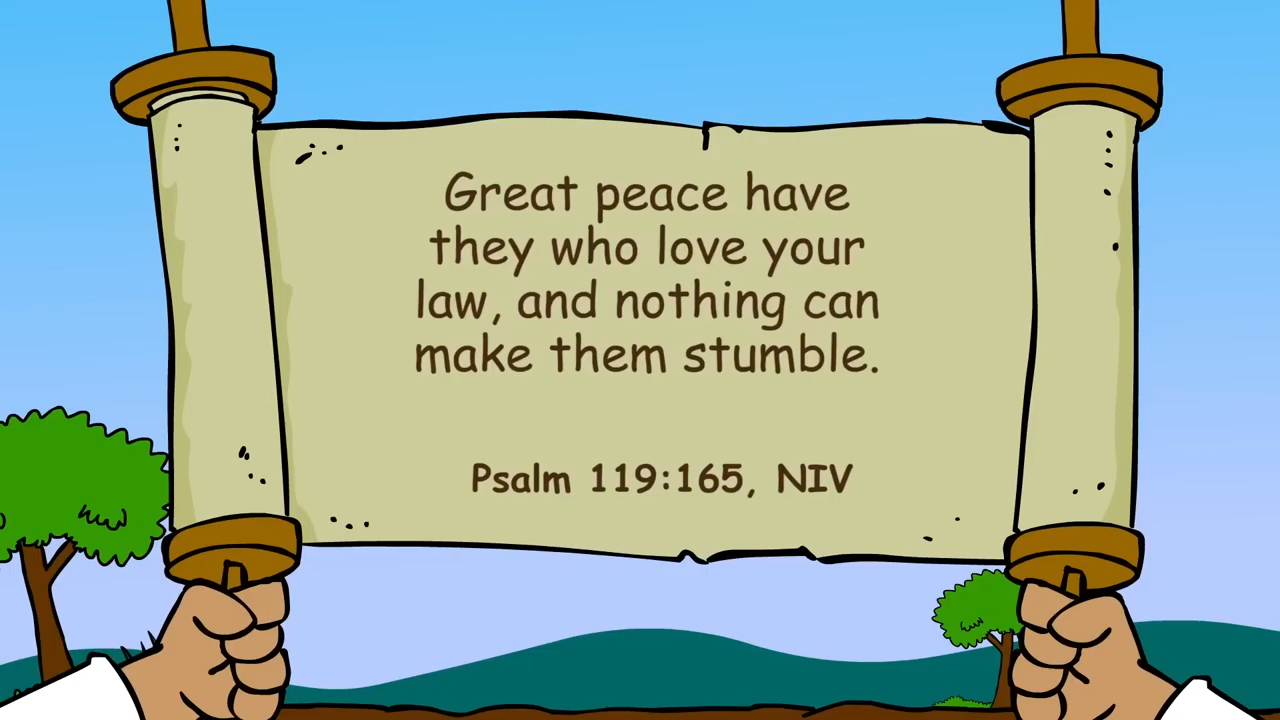 Great peace have
they who love your
law, and nothing can
make them stumble.
Psalm 119:165, NIV